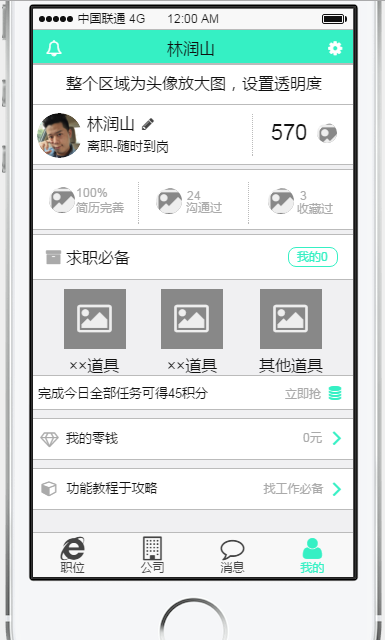 中国联通 4G 12:00 AM
林润山
整个区域为头像放大图，设置透明度
林润山
离职-随时到岗
570
100%
简历完善
24
沟通过
3
收藏过
求职必备
我的0
××道具 ××道具 其他道具
完成今日全部任务可得45积分 立即抢
我的零钱 0元
功能教程于攻略 找工作必备
职位 公司 消息 我的